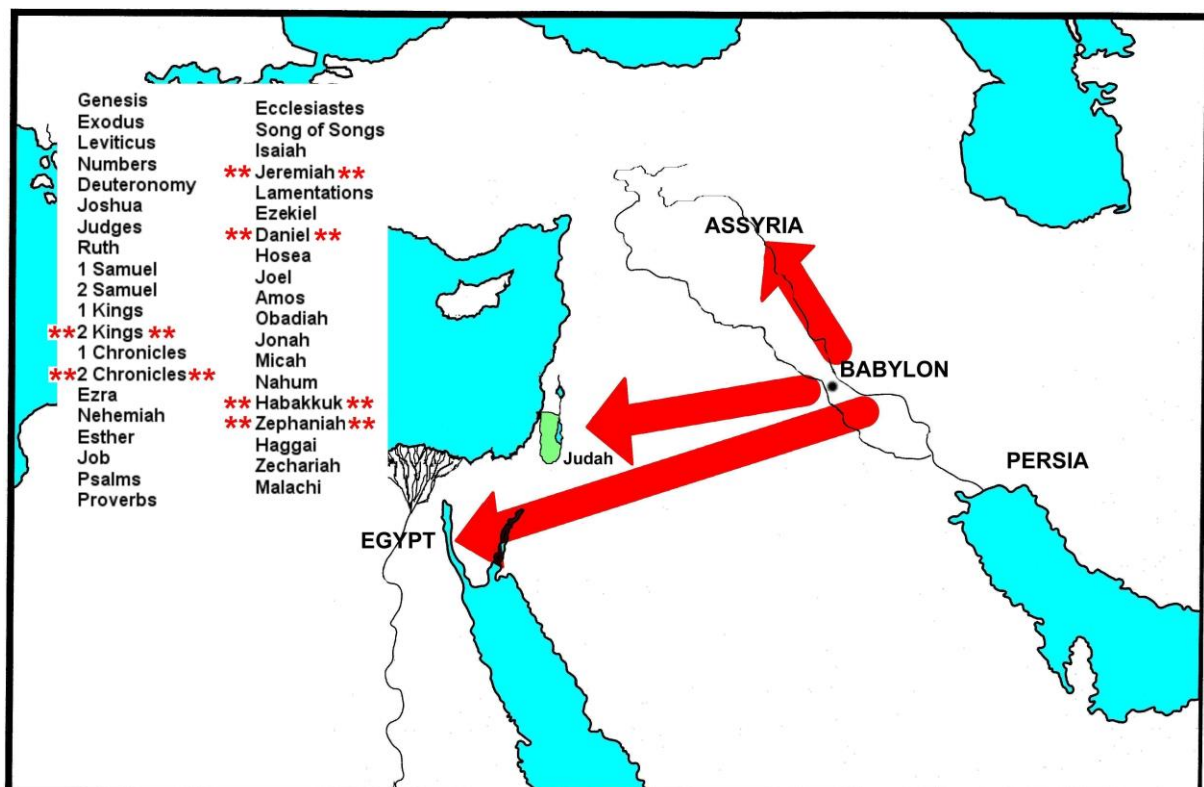 Genesis
Exodus
Leviticus
Numbers
Deuteronomy
Joshua
Judges
Ruth
1 Samuel
2 Samuel
1 Kings
**2 Kings **
1 Chronicles
**2 Chronicles**
Ezra
Nehemiah
Esther
Job
Psalms
Proverbs
Ecclesiastes
Song of Songs
Isaiah
** Jeremiah **
Lamentations
Ezekiel
** Daniel **
Hosea
Joel
Amos
Obadiah
Jonah
Micah
Nahum
** Habakkuk **
** Zephaniah **
Haggai
Zechariah
Malachi
ASSYRIA
BABYLON
Judah
PERSIA
EGYPT